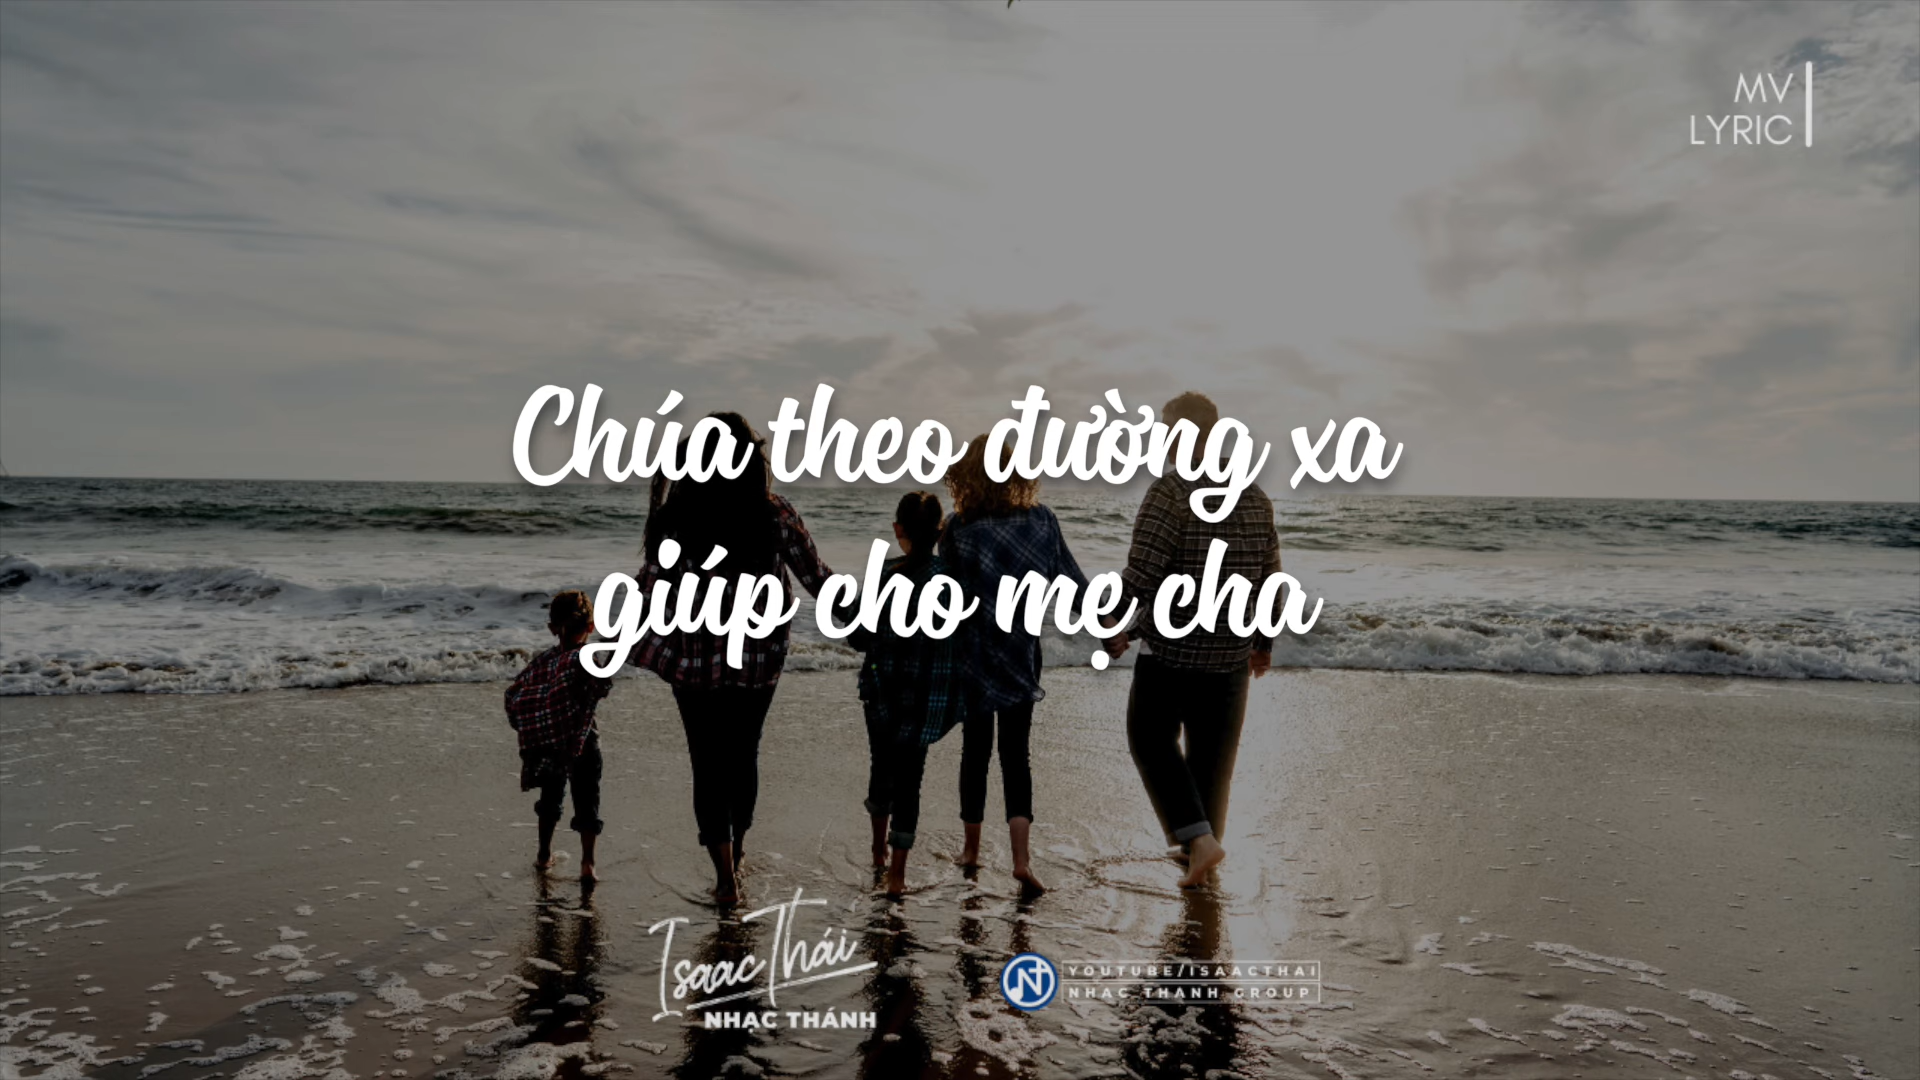 MV
LYRIC
Chúa theo đường xa
giúp cho mẹ cha
Isaac Thái
NHẠC THÁNH
YOUTUBE/ISAACTHAI
NHAC THANH GROUP